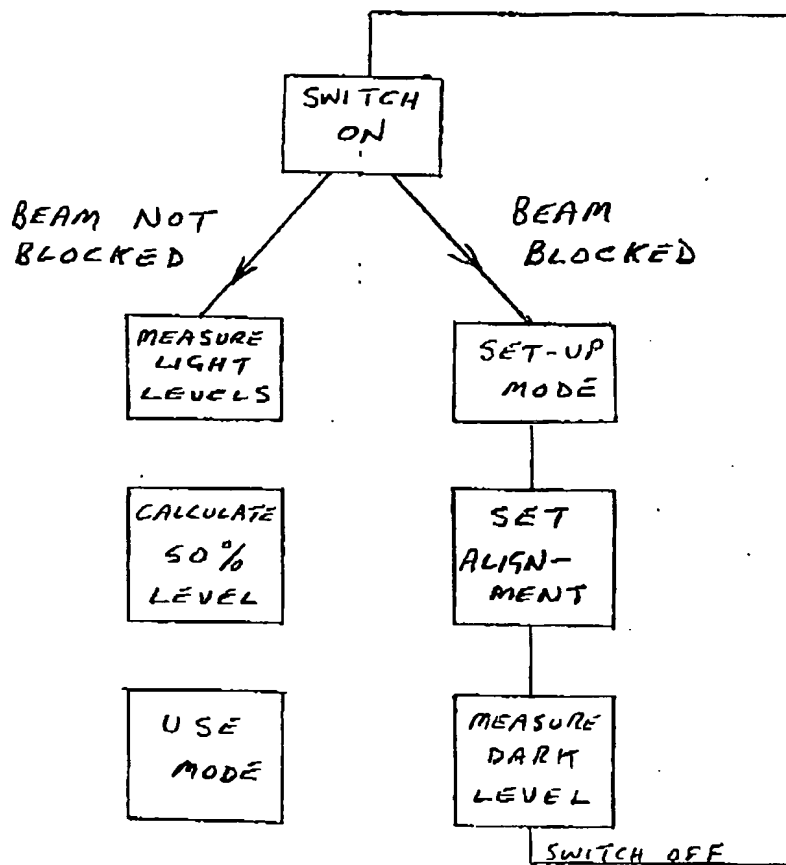 SWITCH
ON
BEAM NOT
BLOCKED
BEAM
BLOCKED
MEASURE
LIGHT
LEVELS
SET-UP
MODE
CALCULATE
50%
LEVEL
SET
ALIGN-
MENT
USE
MODE
MEASURE
DARK
LEVEL
SWITCH OFF